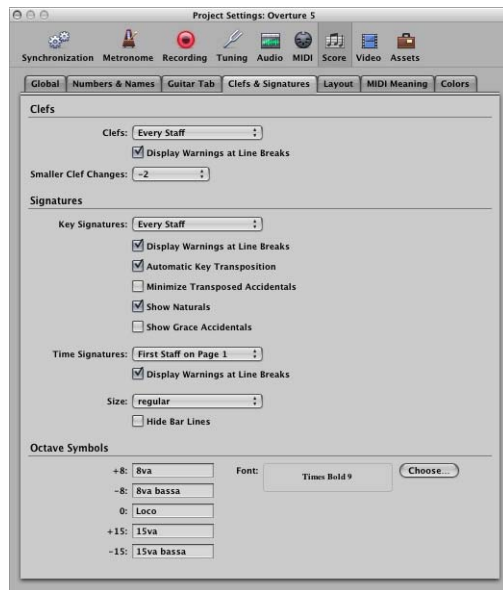 Project Settings: Overture 5
Synchronization Metronome Recording Tuning Audio MIDI Score Video Assets
Global Numbers & Names Guitar Tab Clefs & Signatures Layout MIDI Meaning Colors
Clefs
Clefs: Every Staff
Display Warnings at Line Breaks
Smaller Clef Changes: -2
Signatures
Key Signatures: Every Staff
Display Warnings at Line Breaks
Automatic Key Transposition
Minimize Transposed Accidentals
Show Naturals
Show Grace Accidentals
Time Signatures: First Staff on Page 1
Display Warnings at Line Breaks
Size: regular
Hide Bar Lines
Octave Symbols
+8: 8va Font: Times Bold 9 Choose...
-8: 8va bassa
0: Loco
+15: 15va
-15: 15va bassa